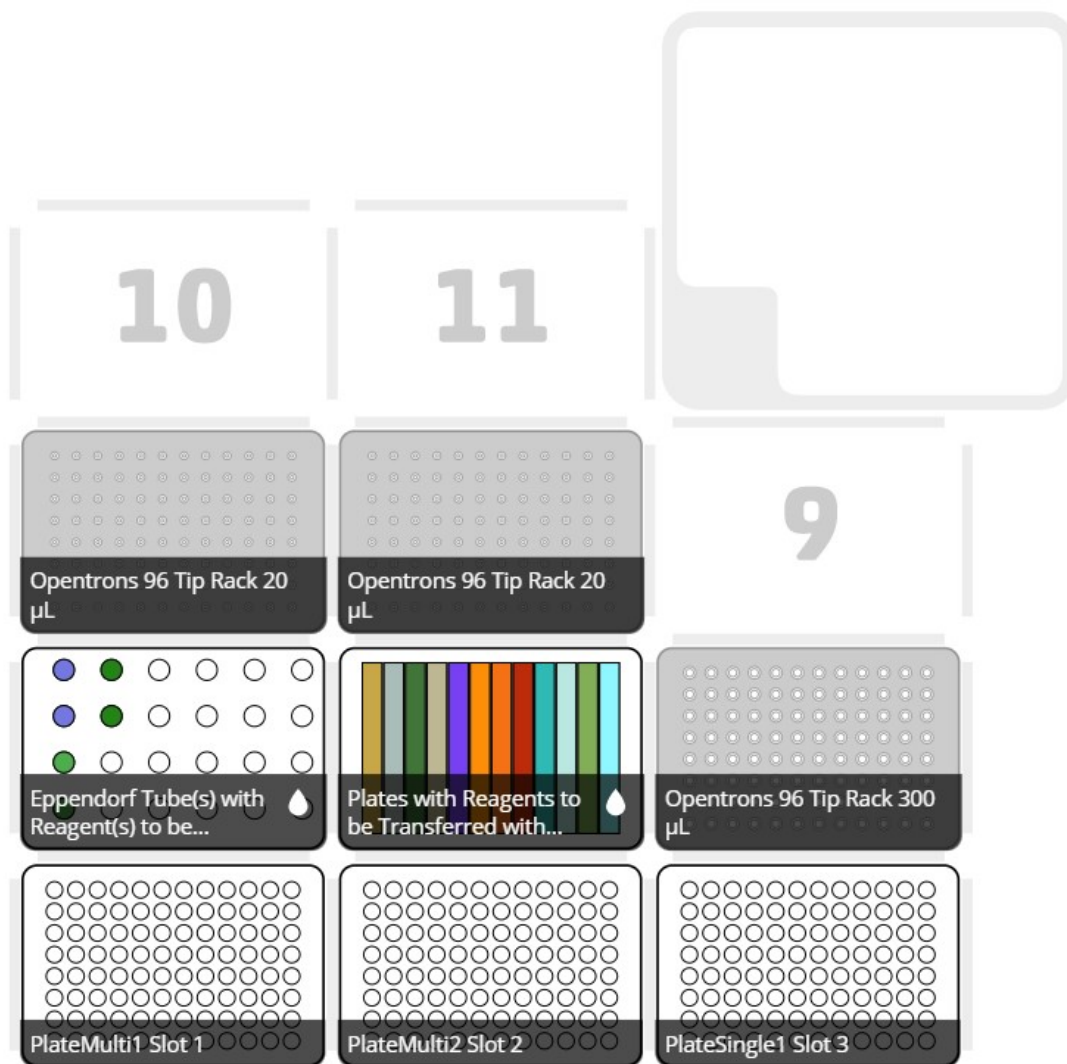 10
11
Opentrons 96 Tip Rack 20
µL
Opentrons 96 Tip Rack 20
µL
9
Eppendorf Tube(s) with
Reagent(s) to be...
Plates with Reagents to
be Transferred with...
Opentrons 96 Tip Rack 300
µL
PlateMulti1 Slot 1
PlateMulti2 Slot 2
PlateSingle1 Slot 3